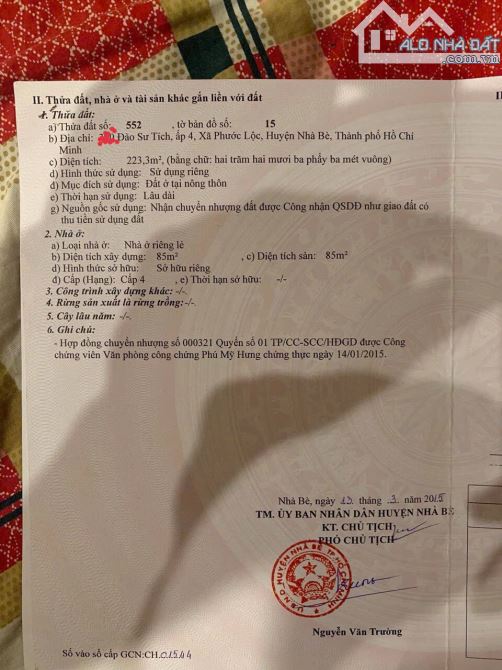 ALO NHÀ ĐẤT
.com.vn
II. Thửa đất, nhà ở và tài sản khác gắn liền với đất
1. Thửa đất:
a) Thửa đất số: 552 , tờ bản đồ số: 15
b) Địa chỉ: Đào Sư Tích, ấp 4, Xã Phước Lộc, Huyện Nhà Bè, Thành phố Hồ Chí
Minh
c) Diện tích: 223,3m², (bằng chữ: hai trăm hai mươi ba phẩy ba mét vuông)
d) Hình thức sử dụng: Sử dụng riêng
đ) Mục đích sử dụng: Đất ở tại nông thôn
e) Thời hạn sử dụng: Lâu dài
g) Nguồn gốc sử dụng: Nhận chuyển nhượng đất được Công nhận QSDĐ như giao đất có
thu tiền sử dụng đất
2. Nhà ở:
a) Loại nhà ở: Nhà ở riêng lẻ
b) Diện tích xây dựng: 85m² , c) Diện tích sàn: 85m²
d) Hình thức sở hữu: Sở hữu riêng
đ) Cấp (Hạng): Cấp 4 , e) Thời hạn sở hữu: -/-
3. Công trình xây dựng khác: -/-
4. Rừng sản xuất là rừng trồng: -/-
5. Cây lâu năm: -/-
6. Ghi chú:
- Hợp đồng chuyển nhượng số 000321 Quyển số 01 TP/CC-SCC/HĐGD được Công
chứng viên Văn phòng công chứng Phú Mỹ Hưng chứng thực ngày 14/01/2015.
Nhà Bè, ngày 13 tháng 3 năm 2015
TM. ỦY BAN NHÂN DÂN HUYỆN NHÀ BÈ
KT. CHỦ TỊCH
PHÓ CHỦ TỊCH
U.B.N.D. HUYỆN NHÀ BÈ T.P. HỒ CHÍ MINH
Nguyễn Văn Trường
Số vào sổ cấp GCN:CH.01544